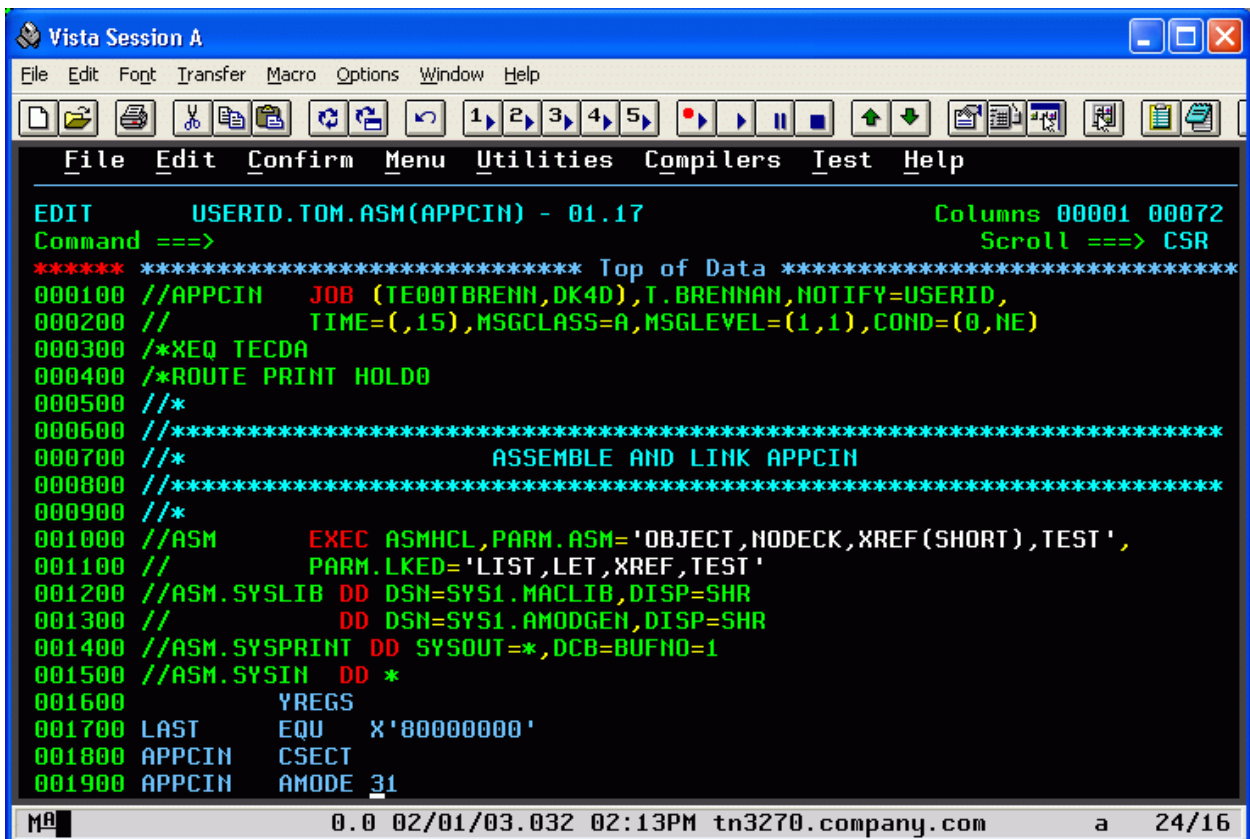 Vista Session A
File Edit Font Transfer Macro Options Window Help
1 2 3 4 5
File Edit Confirm Menu Utilities Compilers Test Help
EDIT       USERID.TOM.ASM(APPCIN) - 01.17                   Columns 00001 00072
Command ===>                                                  Scroll ===> CSR
****** ***************************** Top of Data ******************************
000100 //APPCIN   JOB (TE00TBRENN,DK4D),T.BRENNAN,NOTIFY=USERID,
000200 //         TIME=(,15),MSGCLASS=A,MSGLEVEL=(1,1),COND=(0,NE)
000300 /*XEQ TECDA
000400 /*ROUTE PRINT HOLD0
000500 //*
000600 //*********************************************************************
000700 //*                    ASSEMBLE AND LINK APPCIN
000800 //*********************************************************************
000900 //*
001000 //ASM      EXEC ASMHCL,PARM.ASM='OBJECT,NODECK,XREF(SHORT),TEST',
001100 //         PARM.LKED='LIST,LET,XREF,TEST'
001200 //ASM.SYSLIB DD DSN=SYS1.MACLIB,DISP=SHR
001300 //           DD DSN=SYS1.AMODGEN,DISP=SHR
001400 //ASM.SYSPRINT DD SYSOUT=*,DCB=BUFNO=1
001500 //ASM.SYSIN  DD *
001600          YREGS
001700 LAST     EQU   X'80000000'
001800 APPCIN   CSECT
001900 APPCIN   AMODE 31
MA 0.0 02/01/03.032 02:13PM tn3270.company.com a 24/16